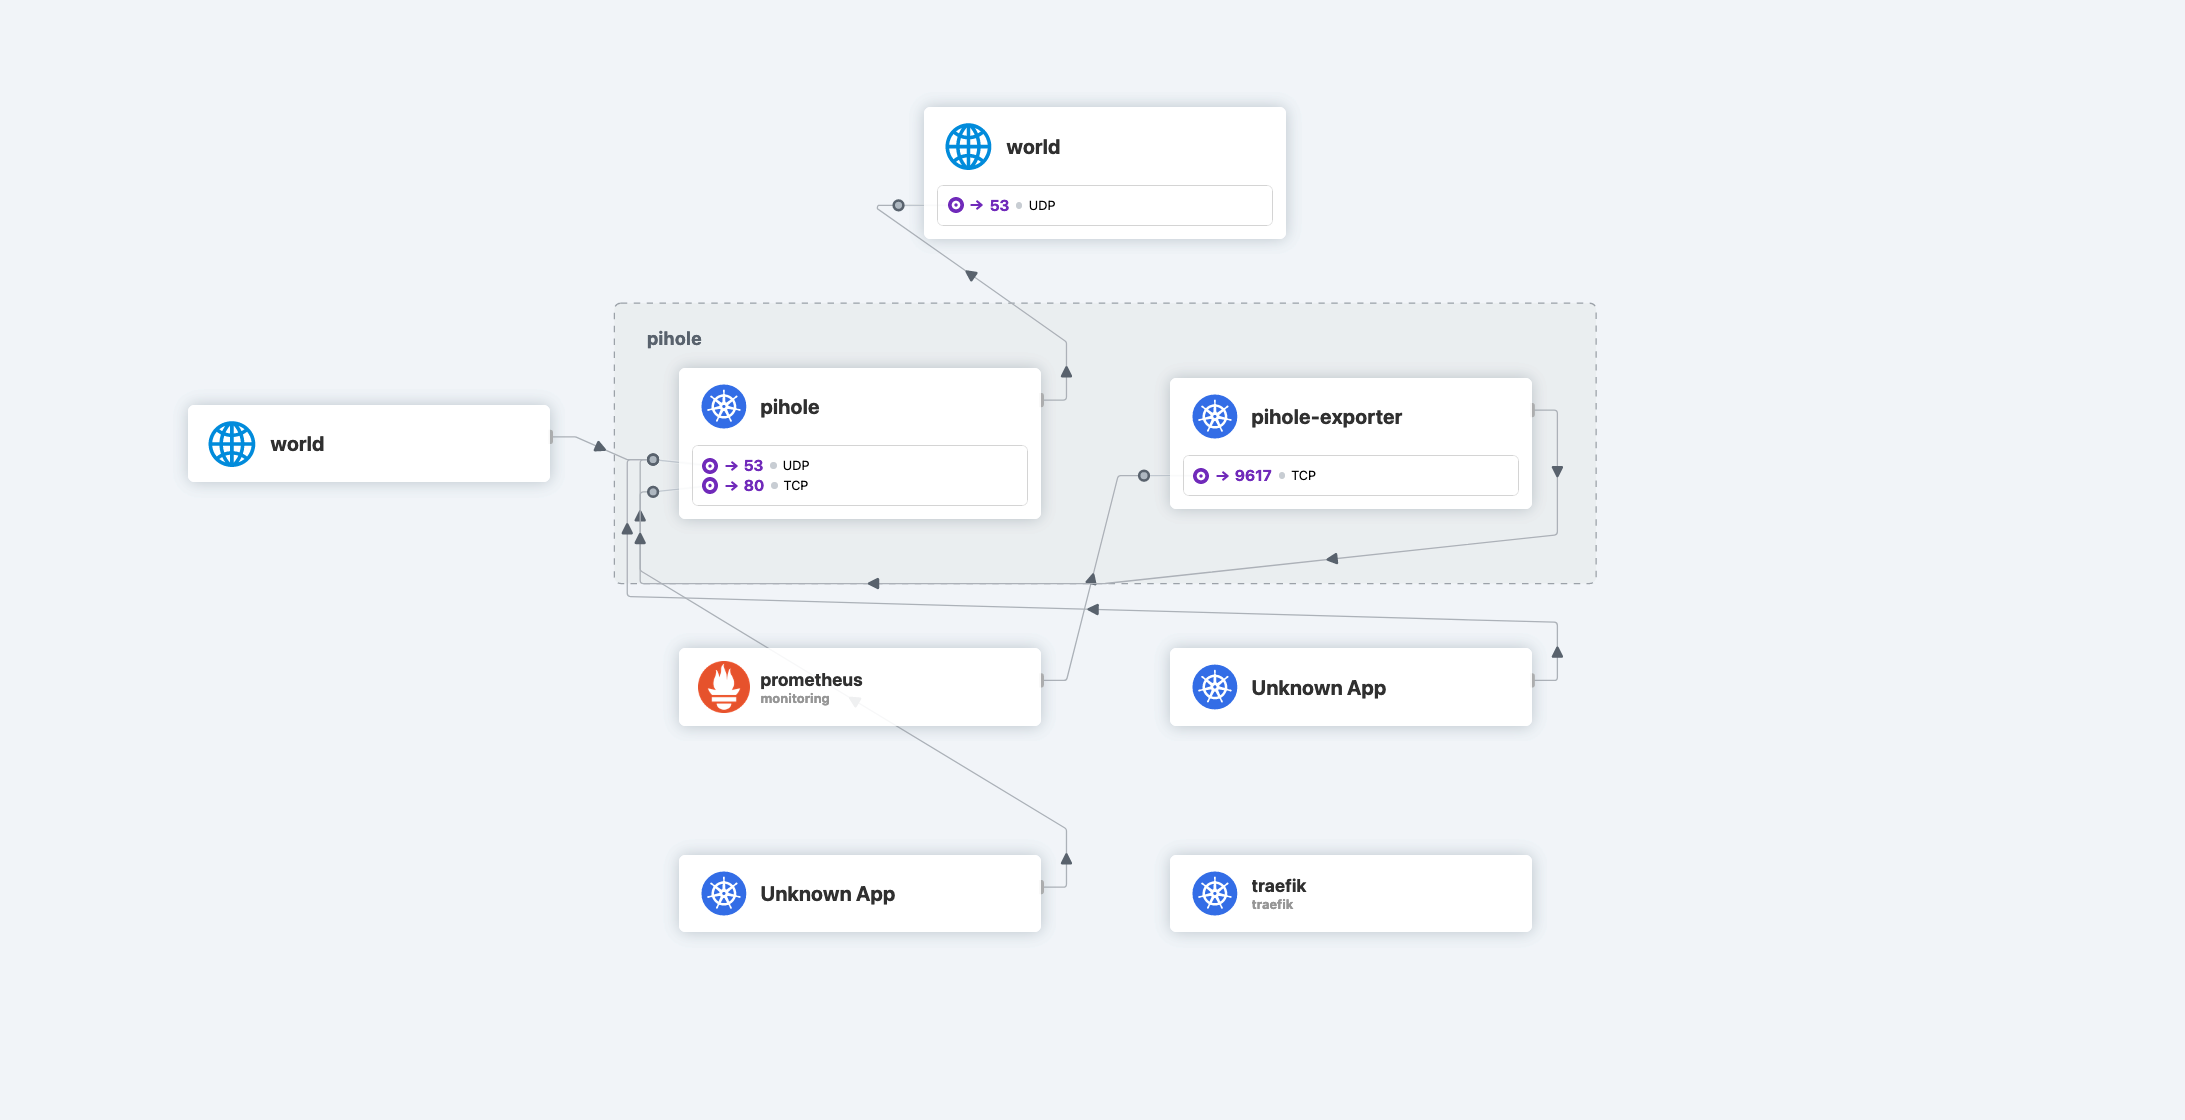 world
→ 53 • UDP
pihole
world
pihole
→ 53 • UDP
→ 80 • TCP
pihole-exporter
→ 9617 • TCP
prometheus
monitoring
Unknown App
Unknown App
traefik
traefik